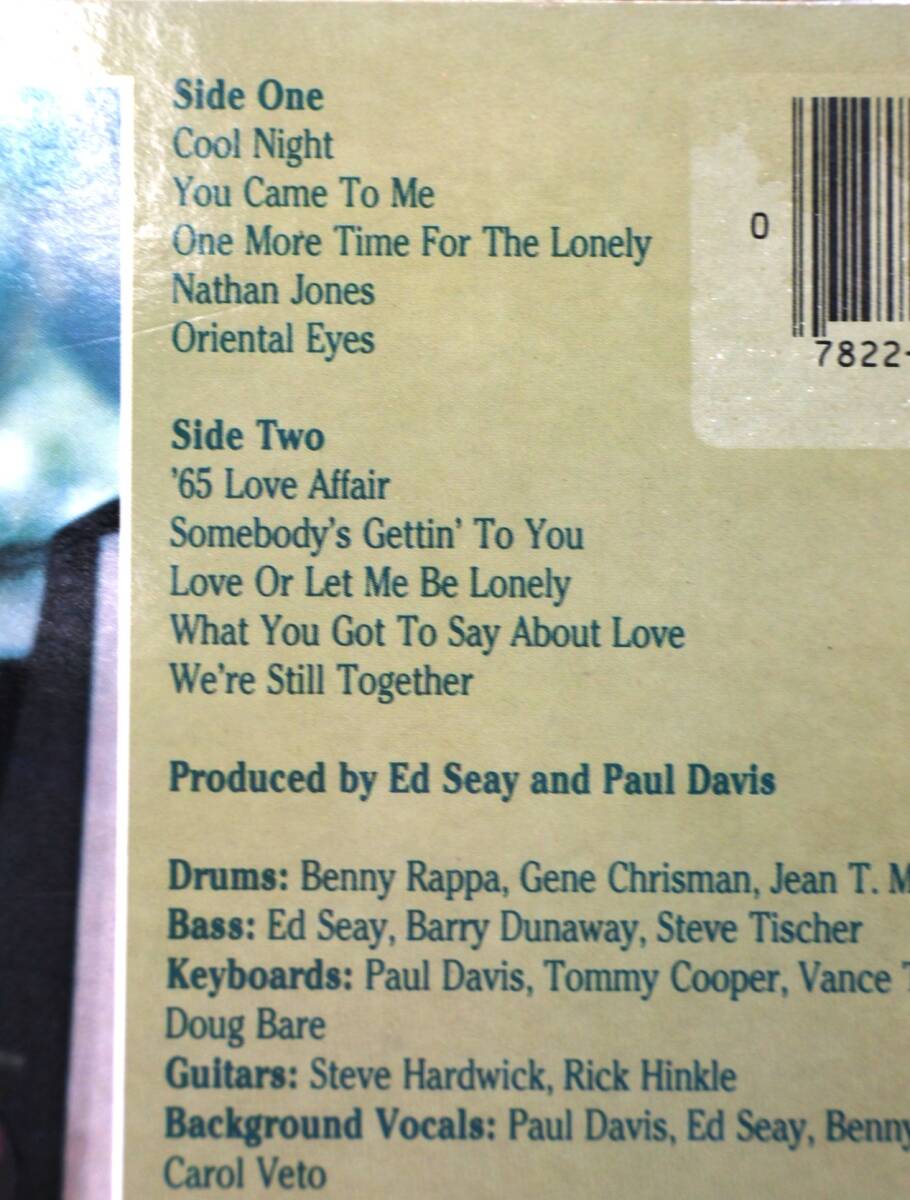 Side One
Cool Night
You Came To Me
One More Time For The Lonely
Nathan Jones
Oriental Eyes
0
7822
Side Two
'65 Love Affair
Somebody's Gettin' To You
Love Or Let Me Be Lonely
What You Got To Say About Love
We're Still Together
Produced by Ed Seay and Paul Davis
Drums: Benny Rappa, Gene Chrisman, Jean T.
Bass: Ed Seay, Barry Dunaway, Steve Tischer
Keyboards: Paul Davis, Tommy Cooper, Vance
Doug Bare
Guitars: Steve Hardwick, Rick Hinkle
Background Vocals: Paul Davis, Ed Seay, Benny
Carol Veto